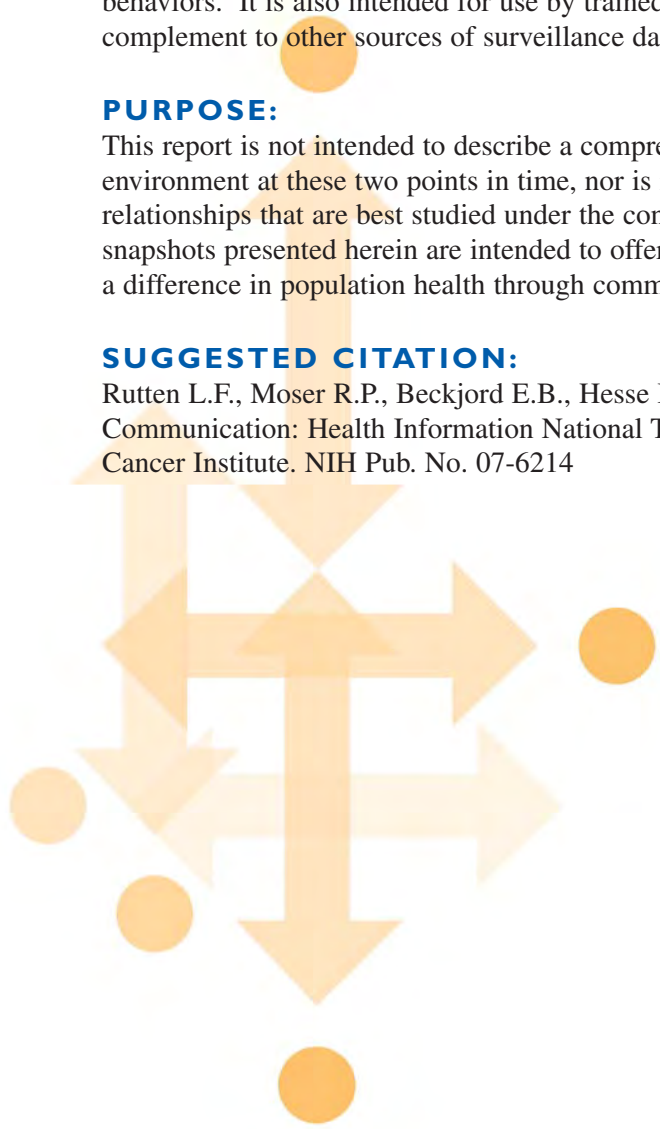 behaviors. It is also intended for use by trained
complement to other sources of surveillance da
PURPOSE:
This report is not intended to describe a compre
environment at these two points in time, nor is
relationships that are best studied under the con
snapshots presented herein are intended to offer
a difference in population health through comm
SUGGESTED CITATION:
Rutten L.F., Moser R.P., Beckjord E.B., Hesse
Communication: Health Information National T
Cancer Institute. NIH Pub. No. 07-6214